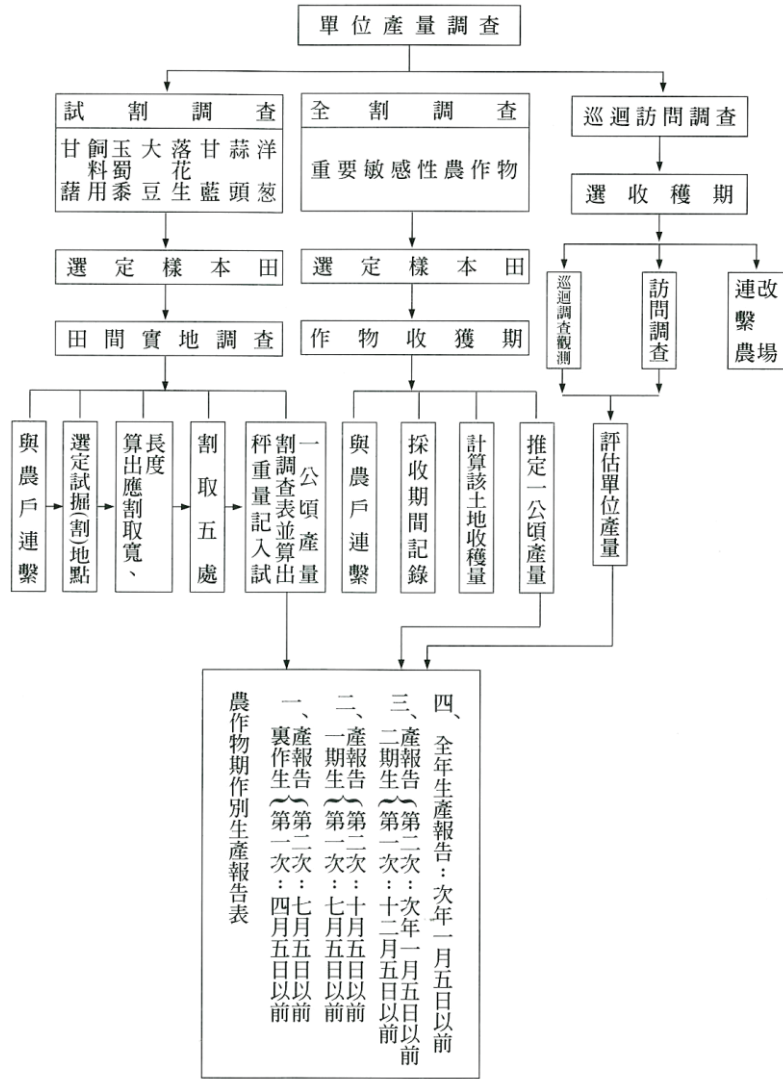 單位產量調查
試割調查
甘藷
飼料用
玉蜀黍
大豆
落花生
甘藍
蒜頭
洋葱
選定樣本田
田間實地調查
與農戶連繫
選定試掘(割)地點
算出應割取寬、
長度
割取五處
秤重量記入試
割調查表並算出
一公頃產量
全割調查
重要敏感性農作物
選定樣本田
作物收獲期
與農戶連繫
採收期間記錄
計算該土地收穫量
推定一公頃產量
巡迴訪問調查
選收穫期
巡迴調查觀測
訪問調查
連繫農
改場
評估單位產量
農作物期作別生產報告表
一、裏作生
產報告
第一次：四月五日以前
第二次：七月五日以前
二、一期生
產報告
第一次：七月五日以前
第二次：十月五日以前
三、二期生
產報告
第一次：十二月五日以前
第二次：次年一月五日以前
四、全年生產報告：次年一月五日以前